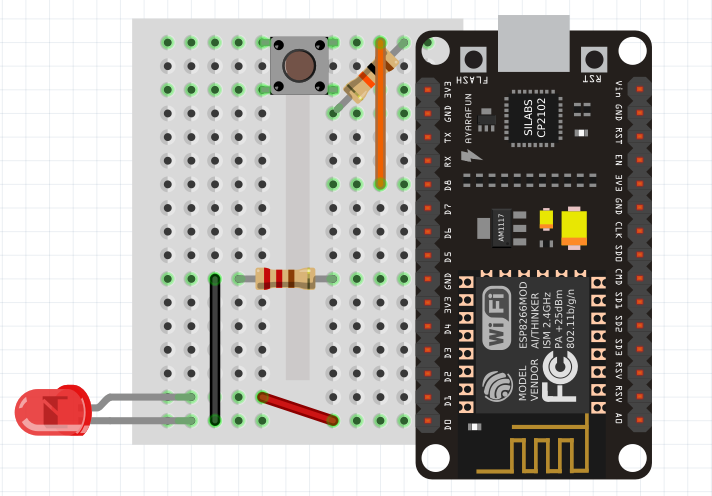 FLASH
RST
3V3
GND
TX
RX
D8
D7
D6
D5
GND
3V3
D4
D3
D2
D1
D0
AYARAFUN
SILABS
CP2102
AM1117
Vin
GND
RST
EN
3V3
GND
CLK
SD0
CMD
SD1
SD2
SD3
RSV
RSV
A0
Wi Fi
MODEL
VENDOR
ESP8266MOD
AI/THINKER
ISM 2.4GHz
PA +25dBm
802.11b/g/n
FC